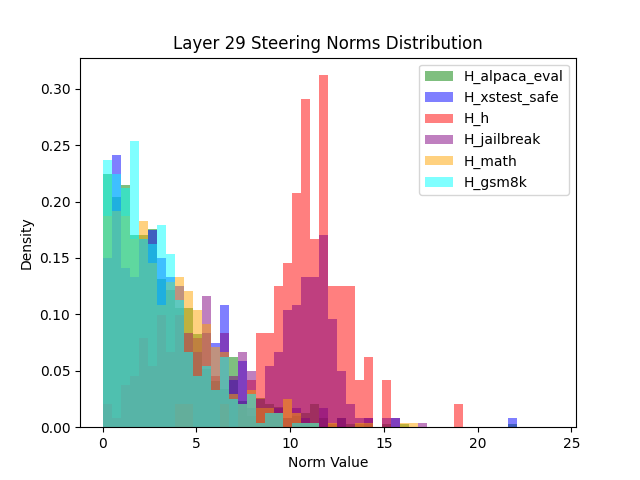 Layer 29 Steering Norms Distribution
H_alpaca_eval
H_xstest_safe
H_h
H_jailbreak
H_math
H_gsm8k
Density
0.30
0.25
0.20
0.15
0.10
0.05
0.00
0 5 10 15 20 25
Norm Value